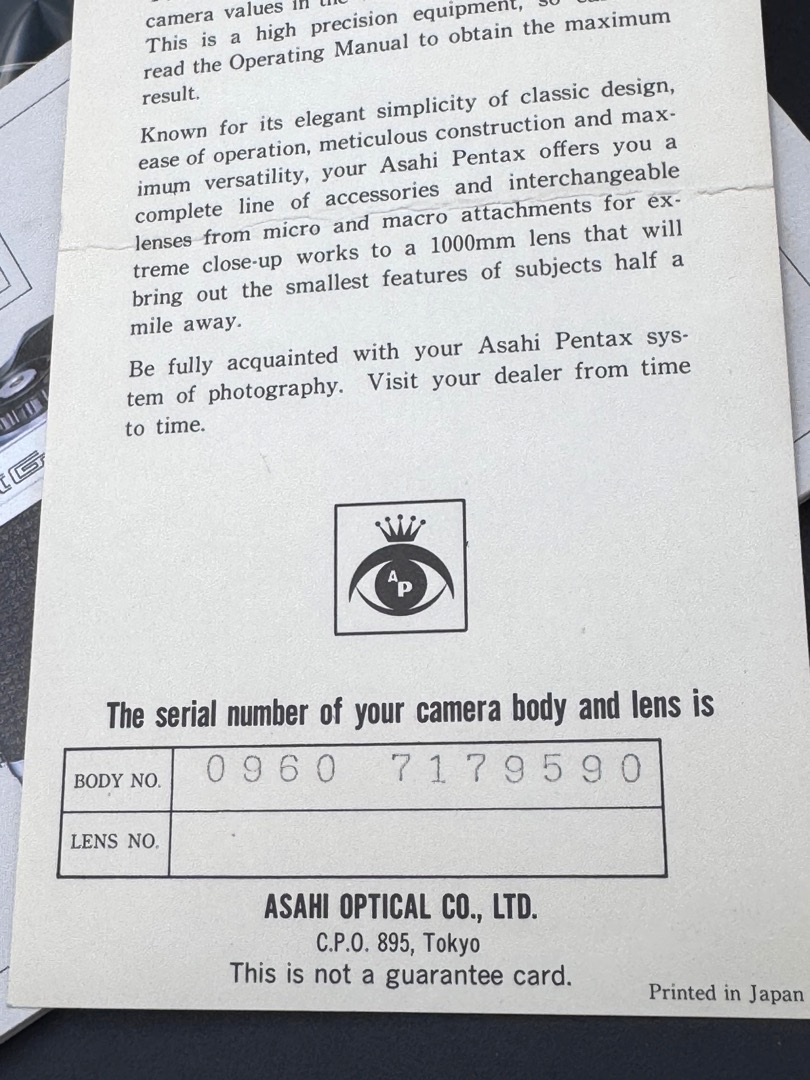 camera values in the
This is a high precision equipment, so
read the Operating Manual to obtain the maximum
result.
Known for its elegant simplicity of classic design,
ease of operation, meticulous construction and max-
imum versatility, your Asahi Pentax offers you a
complete line of accessories and interchangeable
lenses from micro and macro attachments for ex-
treme close-up works to a 1000mm lens that will
bring out the smallest features of subjects half a
mile away.
Be fully acquainted with your Asahi Pentax sys-
tem of photography. Visit your dealer from time
to time.
AP
The serial number of your camera body and lens is
BODY NO. 0960 7179590
LENS NO.
ASAHI OPTICAL CO., LTD.
C.P.O. 895, Tokyo
This is not a guarantee card.
Printed in Japan